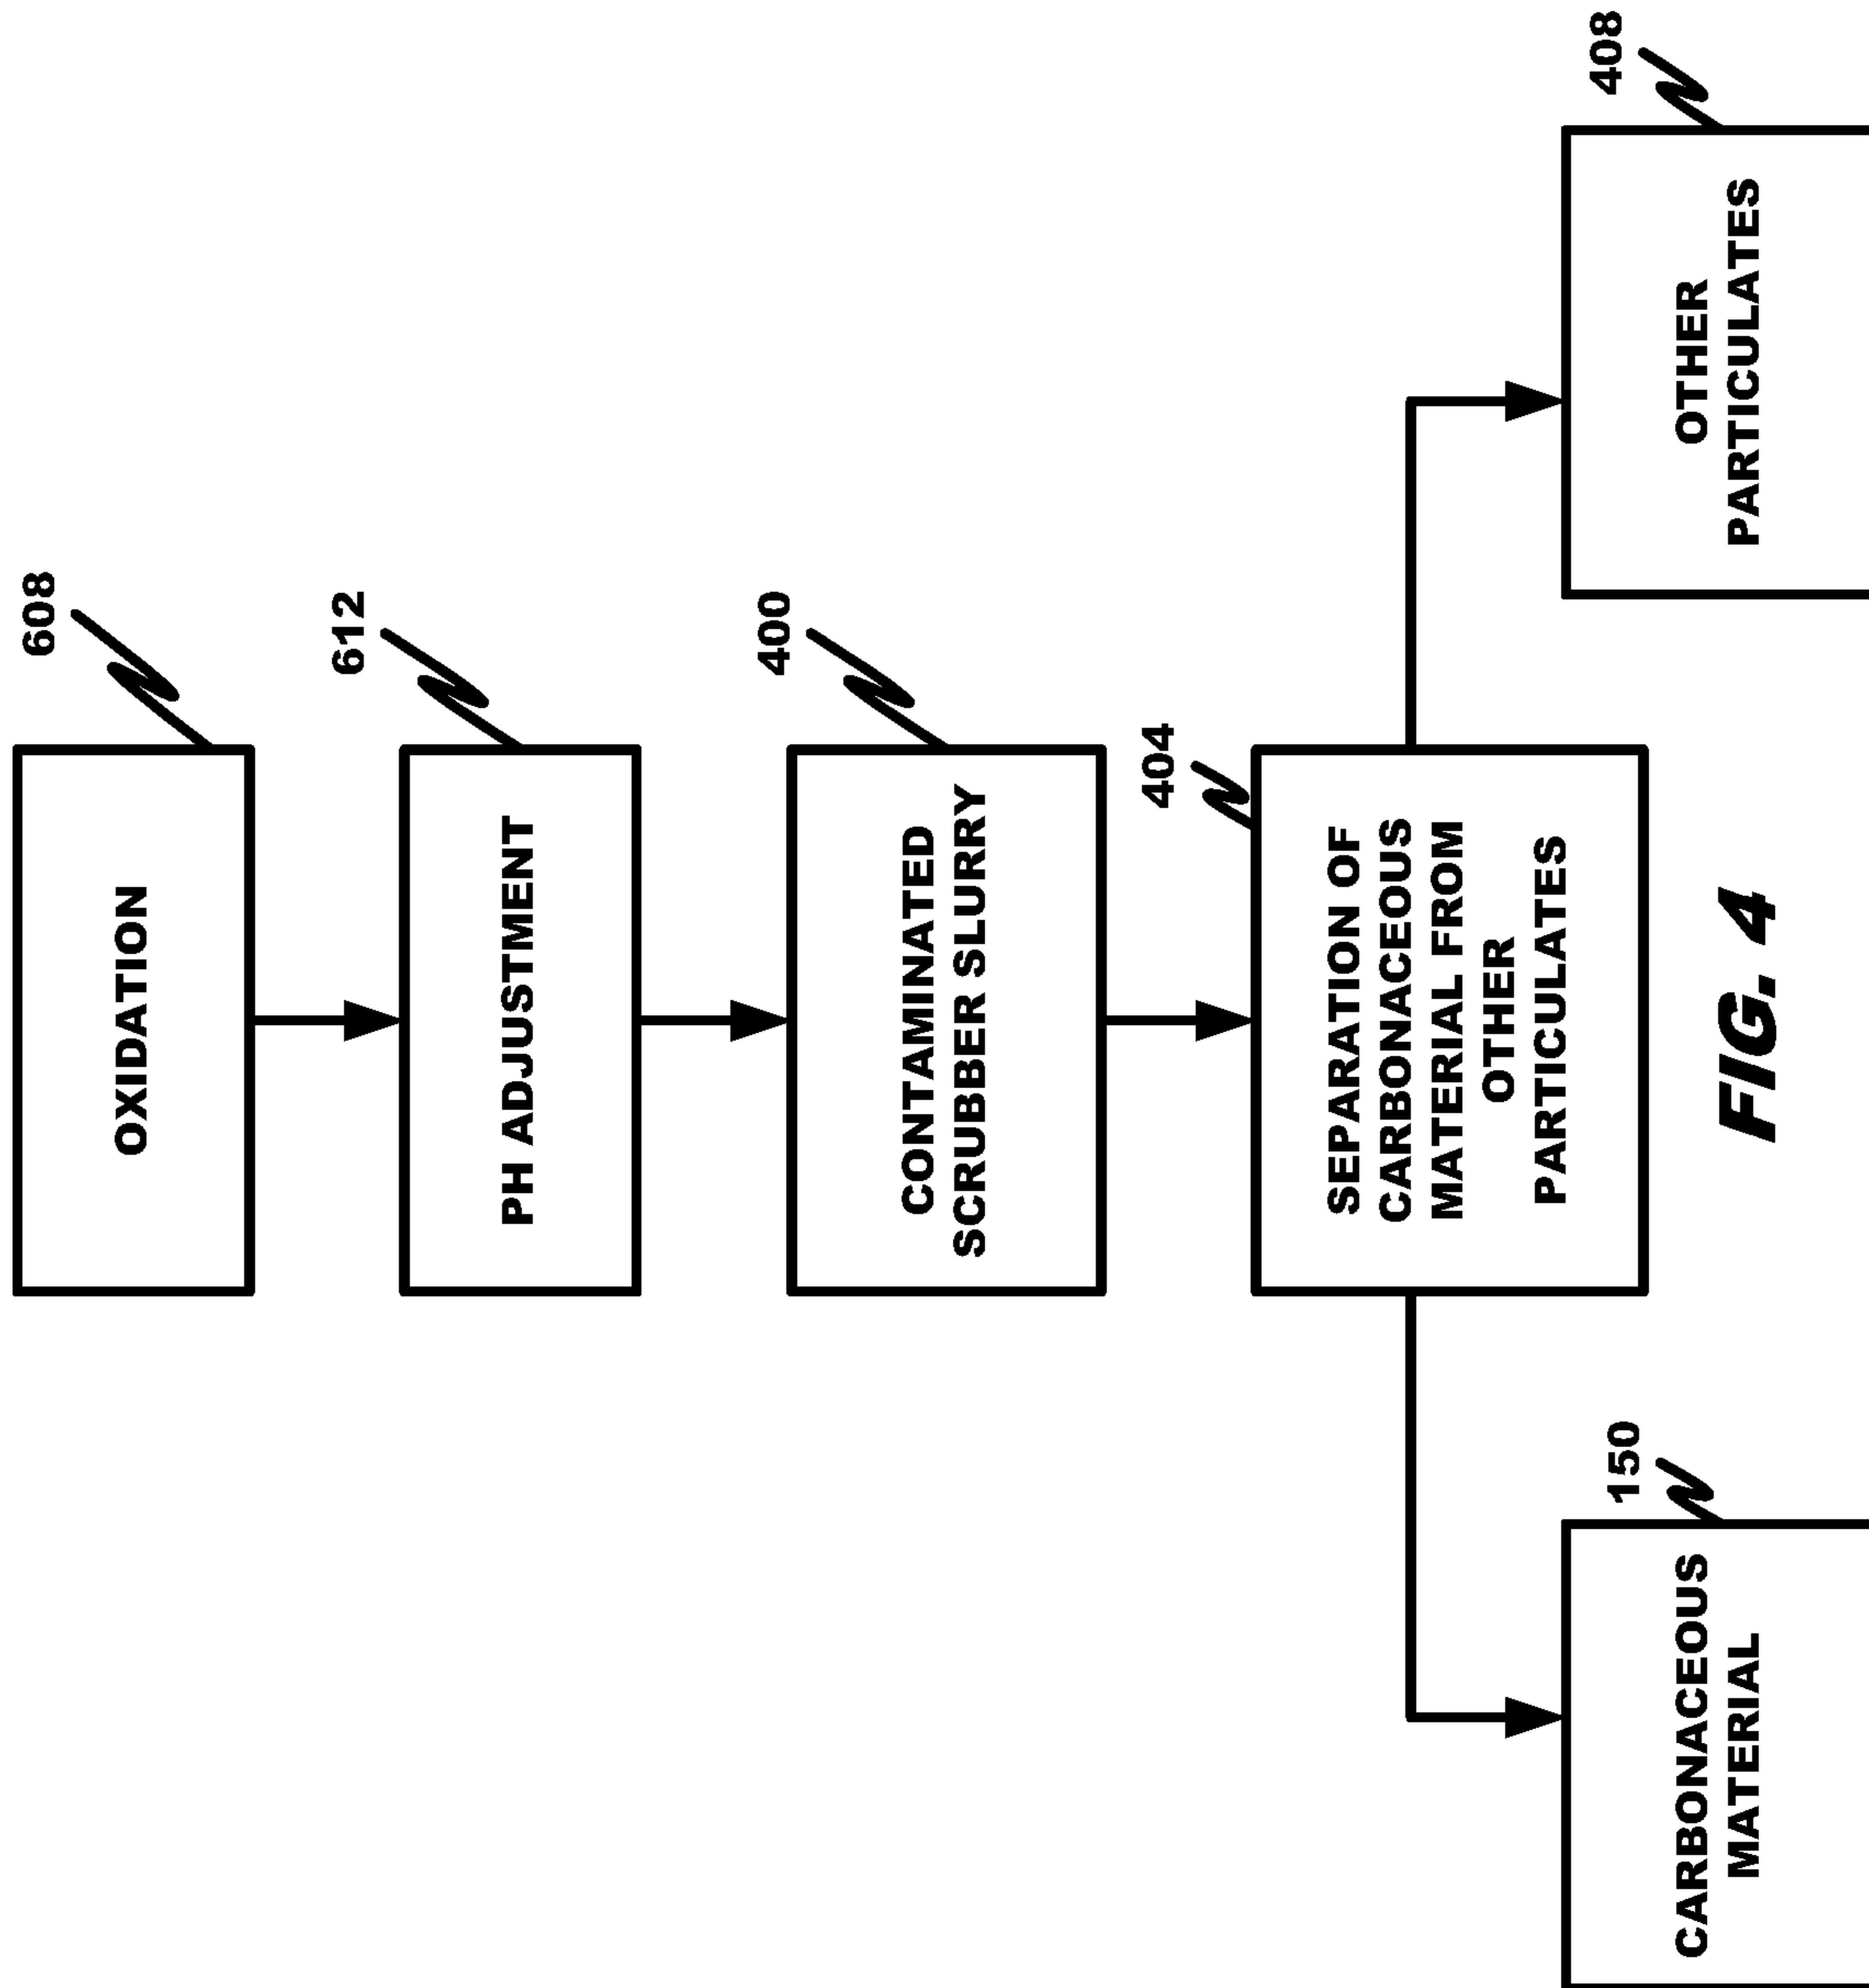 608
OXIDATION
612
PH ADJUSTMENT
400
CONTAMINATED
SCRUBBER SLURRY
404
SEPARATION OF
CARBONACEOUS
MATERIAL FROM
OTHER
PARTICULATES
150
CARBONACEOUS
MATERIAL
408
OTHER
PARTICULATES
FIG. 4